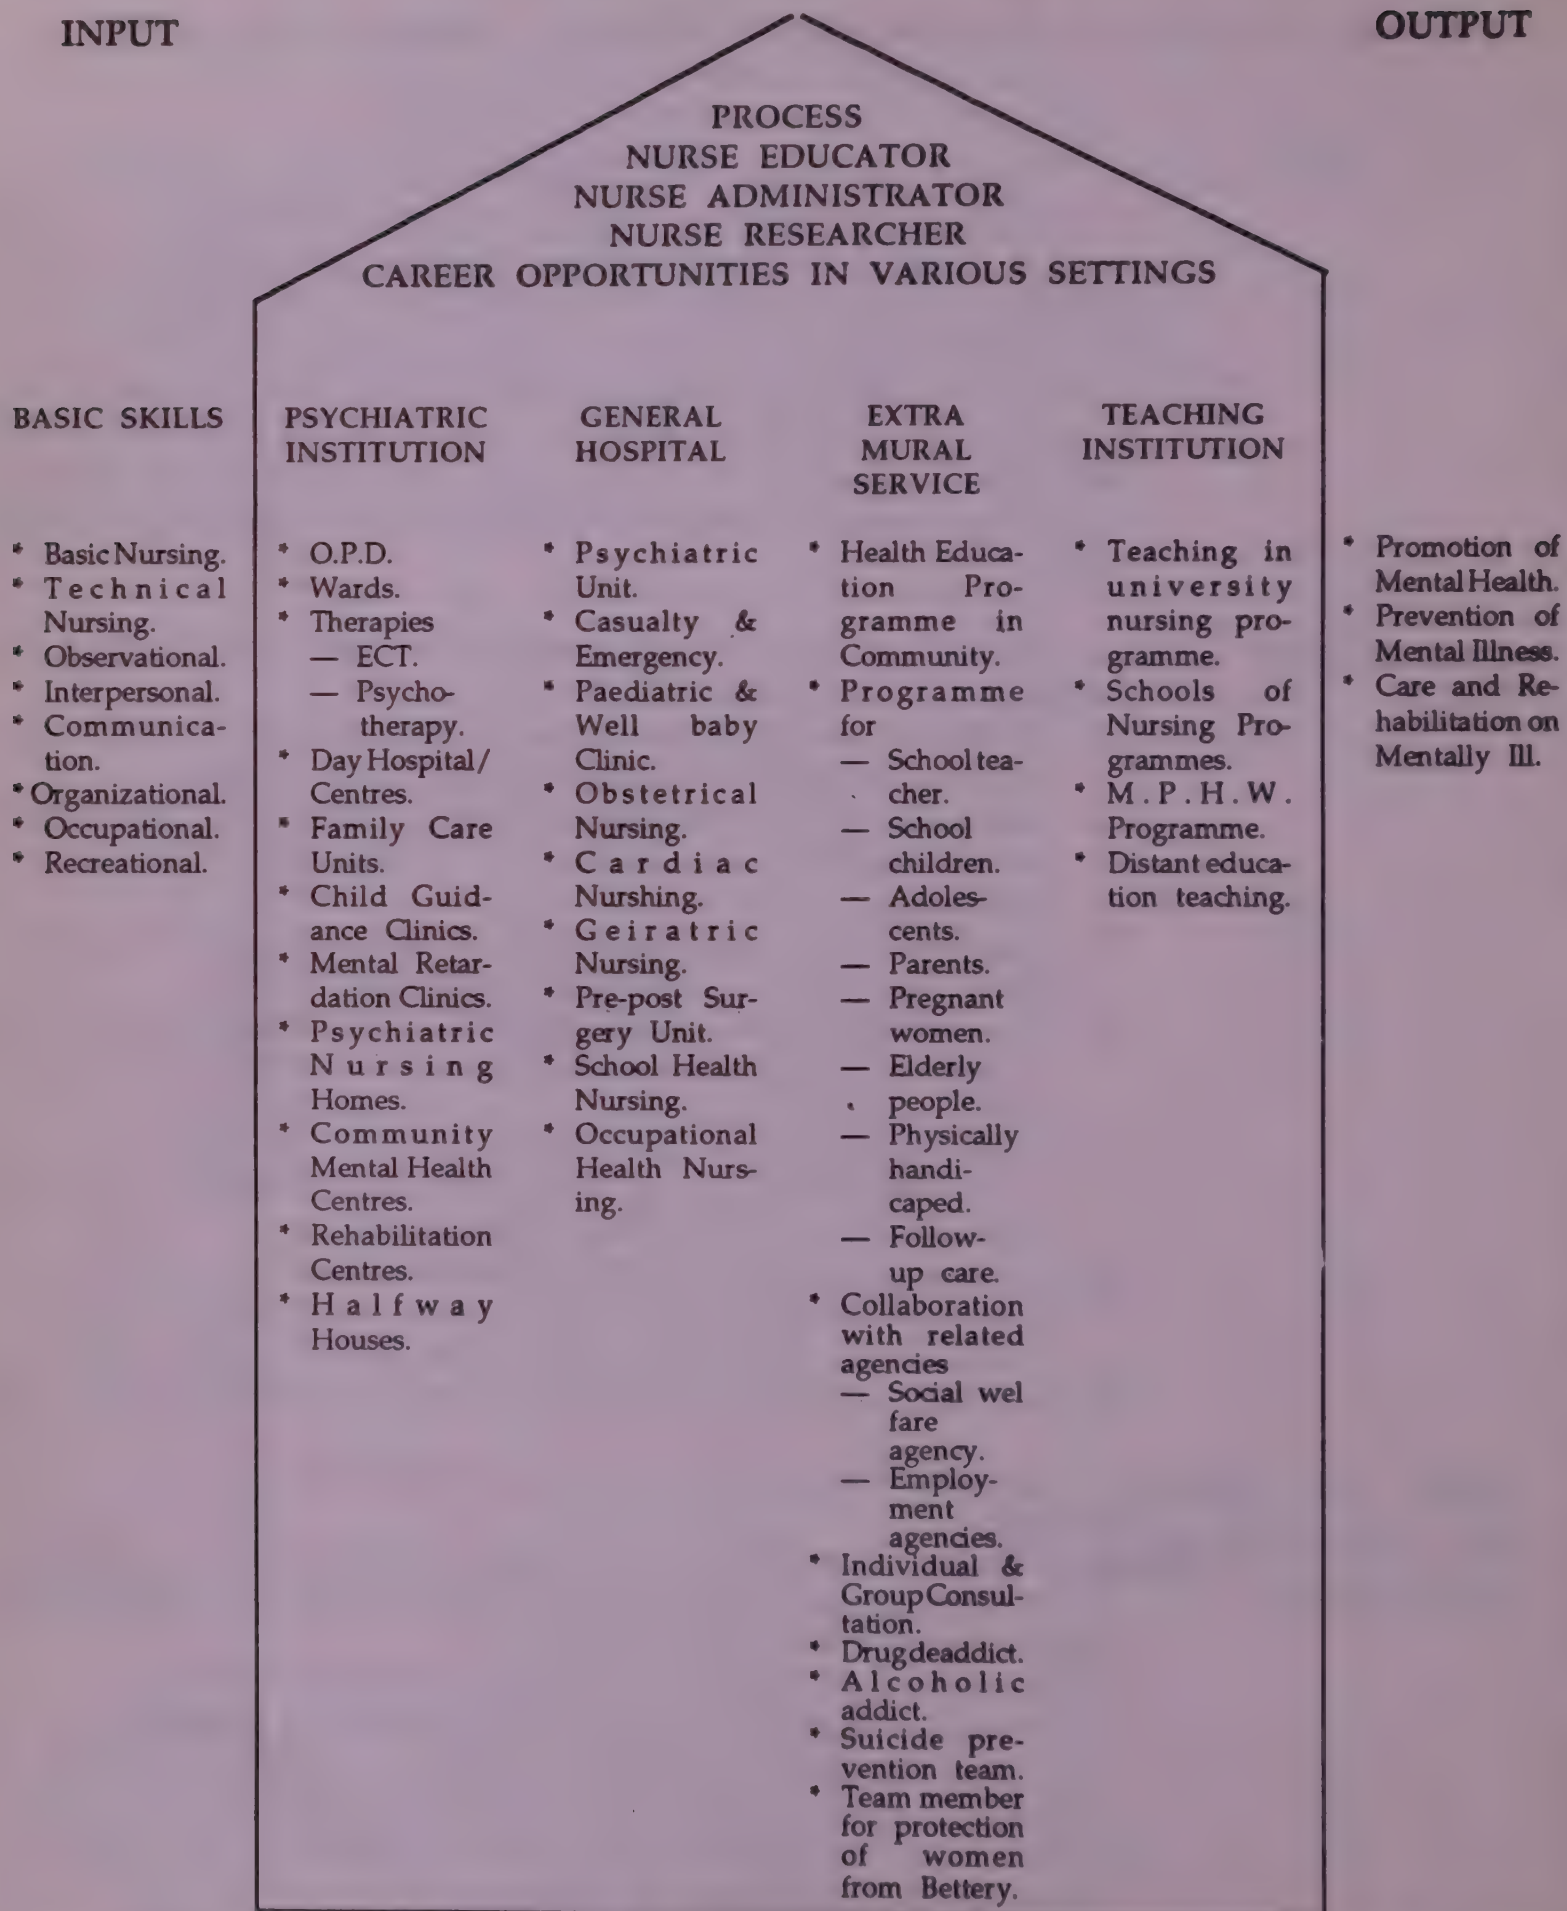 INPUT
OUTPUT
PROCESS
NURSE EDUCATOR
NURSE ADMINISTRATOR
NURSE RESEARCHER
CAREER OPPORTUNITIES IN VARIOUS SETTINGS
BASIC SKILLS
* Basic Nursing.
* Technical
Nursing.
* Observational.
* Interpersonal.
* Communica-
tion.
* Organizational.
* Occupational.
* Recreational.
PSYCHIATRIC
INSTITUTION
* O.P.D.
* Wards.
* Therapies
— ECT.
— Psycho-
therapy.
* Day Hospital/
Centres.
* Family Care
Units.
* Child Guid-
ance Clinics.
* Mental Retar-
dation Clinics.
* Psychiatric
Nursing
Homes.
* Community
Mental Health
Centres.
* Rehabilitation
Centres.
* Halfway
Houses.
GENERAL
HOSPITAL
* Psychiatric
Unit.
* Casualty &
Emergency.
* Paediatric &
Well baby
Clinic.
* Obstetrical
Nursing.
* Cardiac
Nurshing.
* Geiratric
Nursing.
* Pre-post Sur-
gery Unit.
* School Health
Nursing.
* Occupational
Health Nurs-
ing.
EXTRA
MURAL
SERVICE
* Health Educa-
tion Pro-
gramme in
Community.
* Programme
for
— School tea-
cher.
— School
children.
— Adoles-
cents.
— Parents.
— Pregnant
women.
— Elderly
people.
— Physically
handi-
caped.
— Follow-
up care.
* Collaboration
with related
agencies
— Social wel
fare
agency.
— Employ-
ment
agencies.
* Individual &
Group Consul-
tation.
* Drug deaddict.
* Alcoholic
addict.
* Suicide pre-
vention team.
* Team member
for protection
of women
from Bettery.
TEACHING
INSTITUTION
* Teaching in
university
nursing pro-
gramme.
* Schools of
Nursing Pro-
grammes.
* M.P.H.W.
Programme.
* Distant educa-
tion teaching.
* Promotion of
Mental Health.
* Prevention of
Mental Illness.
* Care and Re-
habilitation on
Mentally Ill.